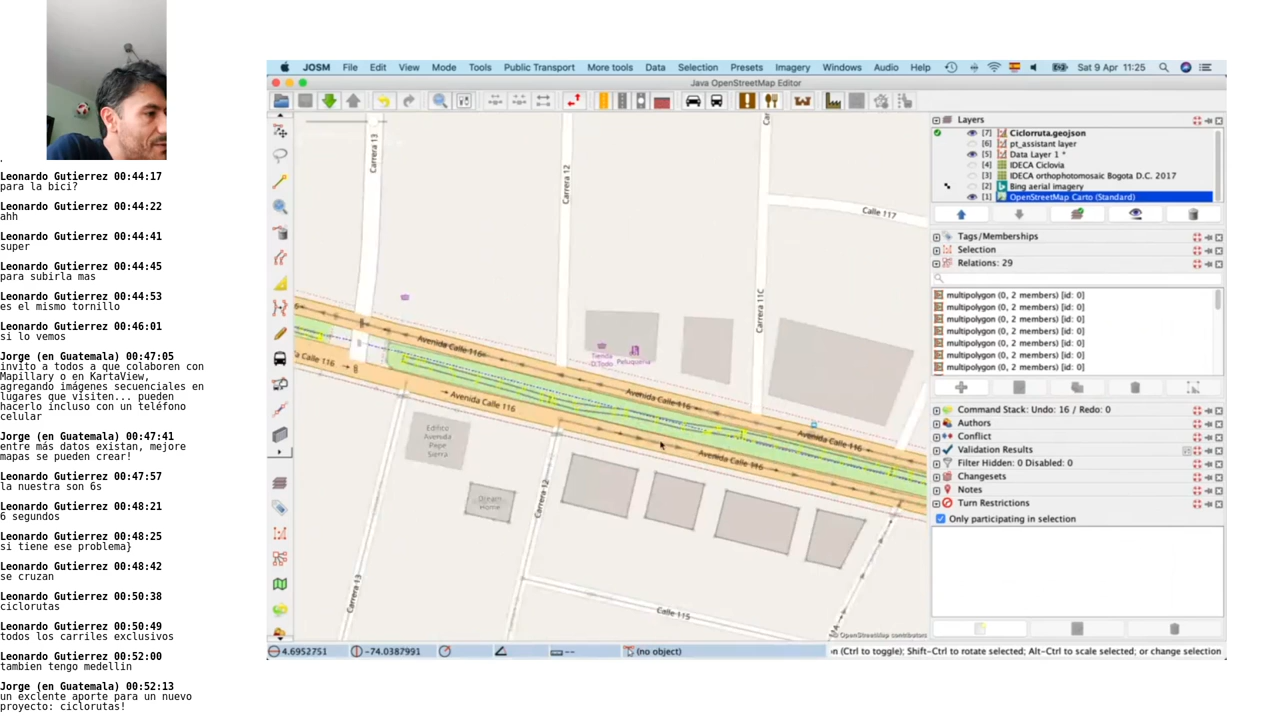 .
Leonardo Gutierrez 00:44:17
para la bici?
Leonardo Gutierrez 00:44:22
ahh
Leonardo Gutierrez 00:44:41
super
Leonardo Gutierrez 00:44:45
para subirla mas
Leonardo Gutierrez 00:44:53
es el mismo tornillo
Leonardo Gutierrez 00:46:01
si lo vemos
Jorge (en Guatemala) 00:47:05
invito a todos a que colaboren con
Mapillary o en KartaView,
agregando imágenes secuenciales en
lugares que visiten... pueden
hacerlo incluso con un teléfono
celular
Jorge (en Guatemala) 00:47:41
entre más datos existan, mejore
mapas se pueden crear!
Leonardo Gutierrez 00:47:57
la nuestra son 6s
Leonardo Gutierrez 00:48:21
6 segundos
Leonardo Gutierrez 00:48:25
si tiene ese problema}
Leonardo Gutierrez 00:48:42
se cruzan
Leonardo Gutierrez 00:50:38
ciclorutas
Leonardo Gutierrez 00:50:49
todos los carriles exclusivos
Leonardo Gutierrez 00:52:00
tambien tengo medellin
Jorge (en Guatemala) 00:52:13
un exclente aporte para un nuevo
proyecto: ciclorutas!
JOSM File Edit View Mode Tools Public Transport More tools Data Selection Presets Imagery Windows Audio Help Sat 9 Apr 11:25
Java OpenStreetMap Editor
Carrera 13
Carrera 12
Car
Calle 117
Carrera 11C
Avenida Calle 116
Tienda
D.Todo
Peluquería
Avenida Calle 116
a Calle 116
Avenida Calle 116
Avenida Calle 116
Avenida Calle 116
Edifico
Avenida
Pepe
Sierra
Carrera 12
Carrera 13
Calle 115
© OpenStreetMap contributors
Layers
[7] Ciclorruta.geojson
[6] pt_assistant layer
[5] Data Layer 1 *
[4] IDECA Ciclovia
[3] IDECA orthophotomosaic Bogota D.C. 2017
[2] Bing aerial imagery
[1] OpenStreetMap Carto (Standard)
Tags/Memberships
Selection
Relations: 29
multipolygon (0, 2 members) [id: 0]
multipolygon (0, 2 members) [id: 0]
multipolygon (0, 2 members) [id: 0]
multipolygon (0, 2 members) [id: 0]
multipolygon (0, 2 members) [id: 0]
multipolygon (0, 2 members) [id: 0]
multipolygon (0, 2 members) [id: 0]
Command Stack: Undo: 16 / Redo: 0
Authors
Conflict
Validation Results
Filter Hidden: 0 Disabled: 0
Changesets
Notes
Turn Restrictions
Only participating in selection
4.6952751 -74.0387991 -- (no object) n (Ctrl to toggle); Shift-Ctrl to rotate selected; Alt-Ctrl to scale selected; or change selection